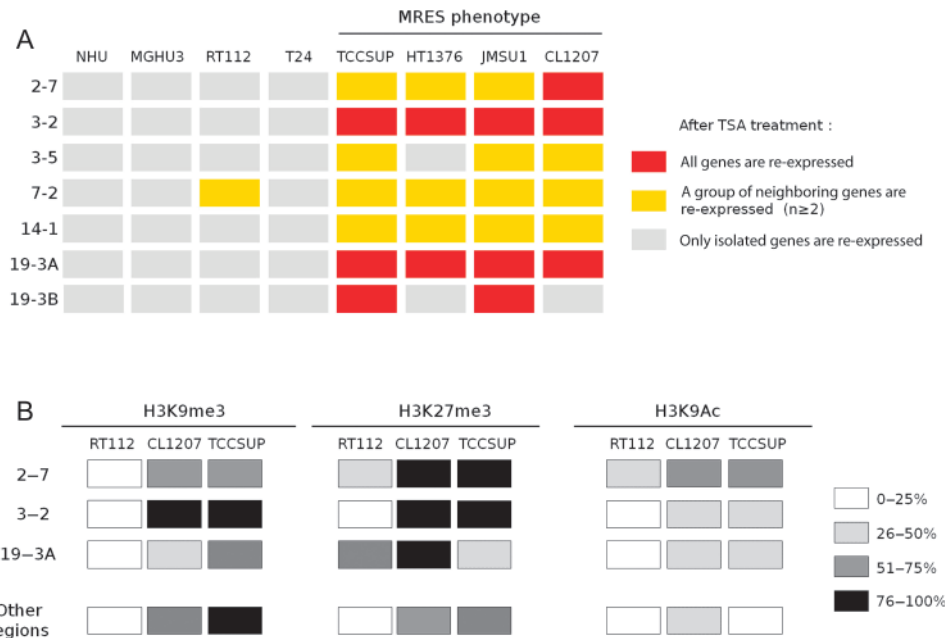 A
MRES phenotype
NHU MGHU3 RT112 T24 TCCSUP HT1376 JMSU1 CL1207
2-7
3-2
3-5
7-2
14-1
19-3A
19-3B
After TSA treatment :
All genes are re-expressed
A group of neighboring genes are
re-expressed (n≥2)
Only isolated genes are re-expressed
B
H3K9me3 H3K27me3 H3K9Ac
RT112 CL1207 TCCSUP RT112 CL1207 TCCSUP RT112 CL1207 TCCSUP
2–7
3–2
19–3A
Other
egions
0–25%
26–50%
51–75%
76–100%